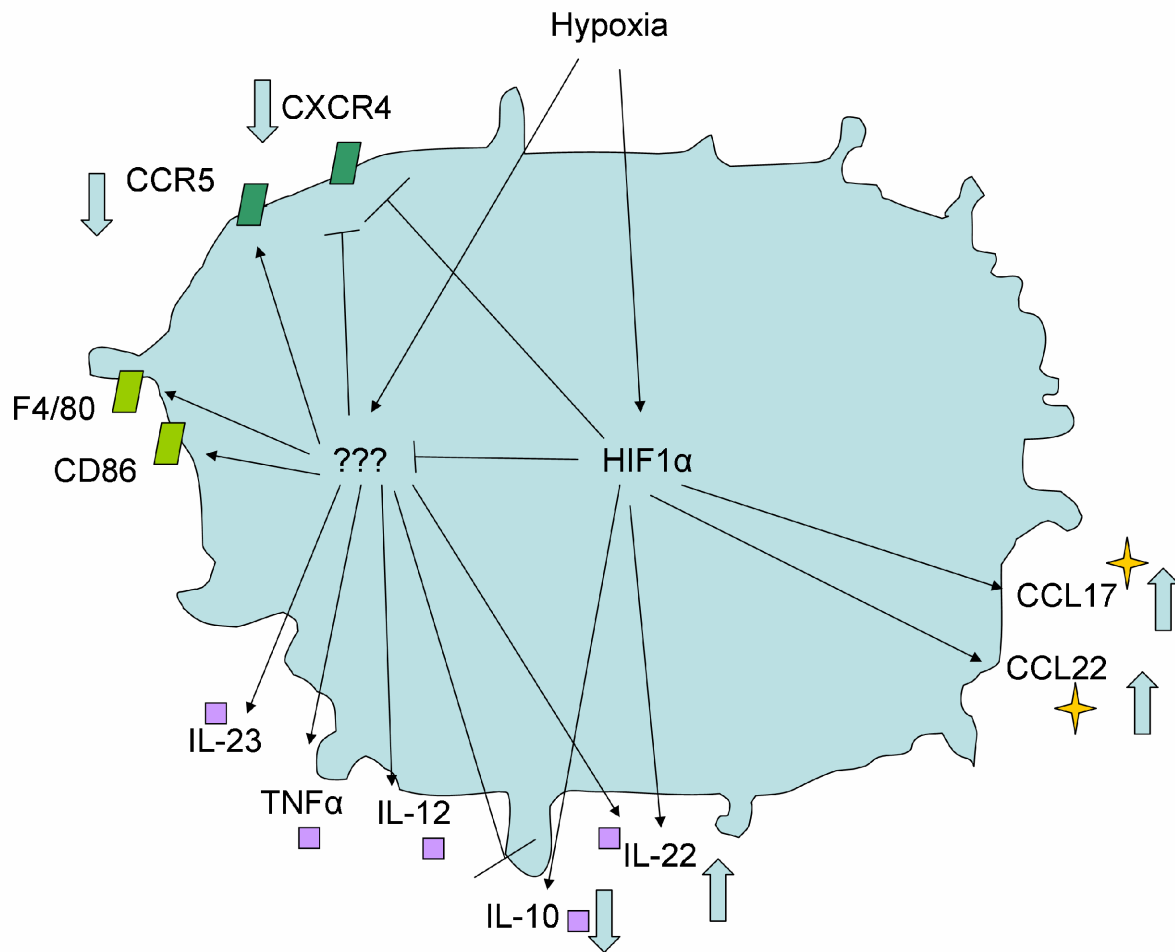 Hypoxia
CXCR4
CCR5
F4/80
CD86
???
HIF1α
CCL17
CCL22
IL-23
TNFα
IL-12
IL-22
IL-10